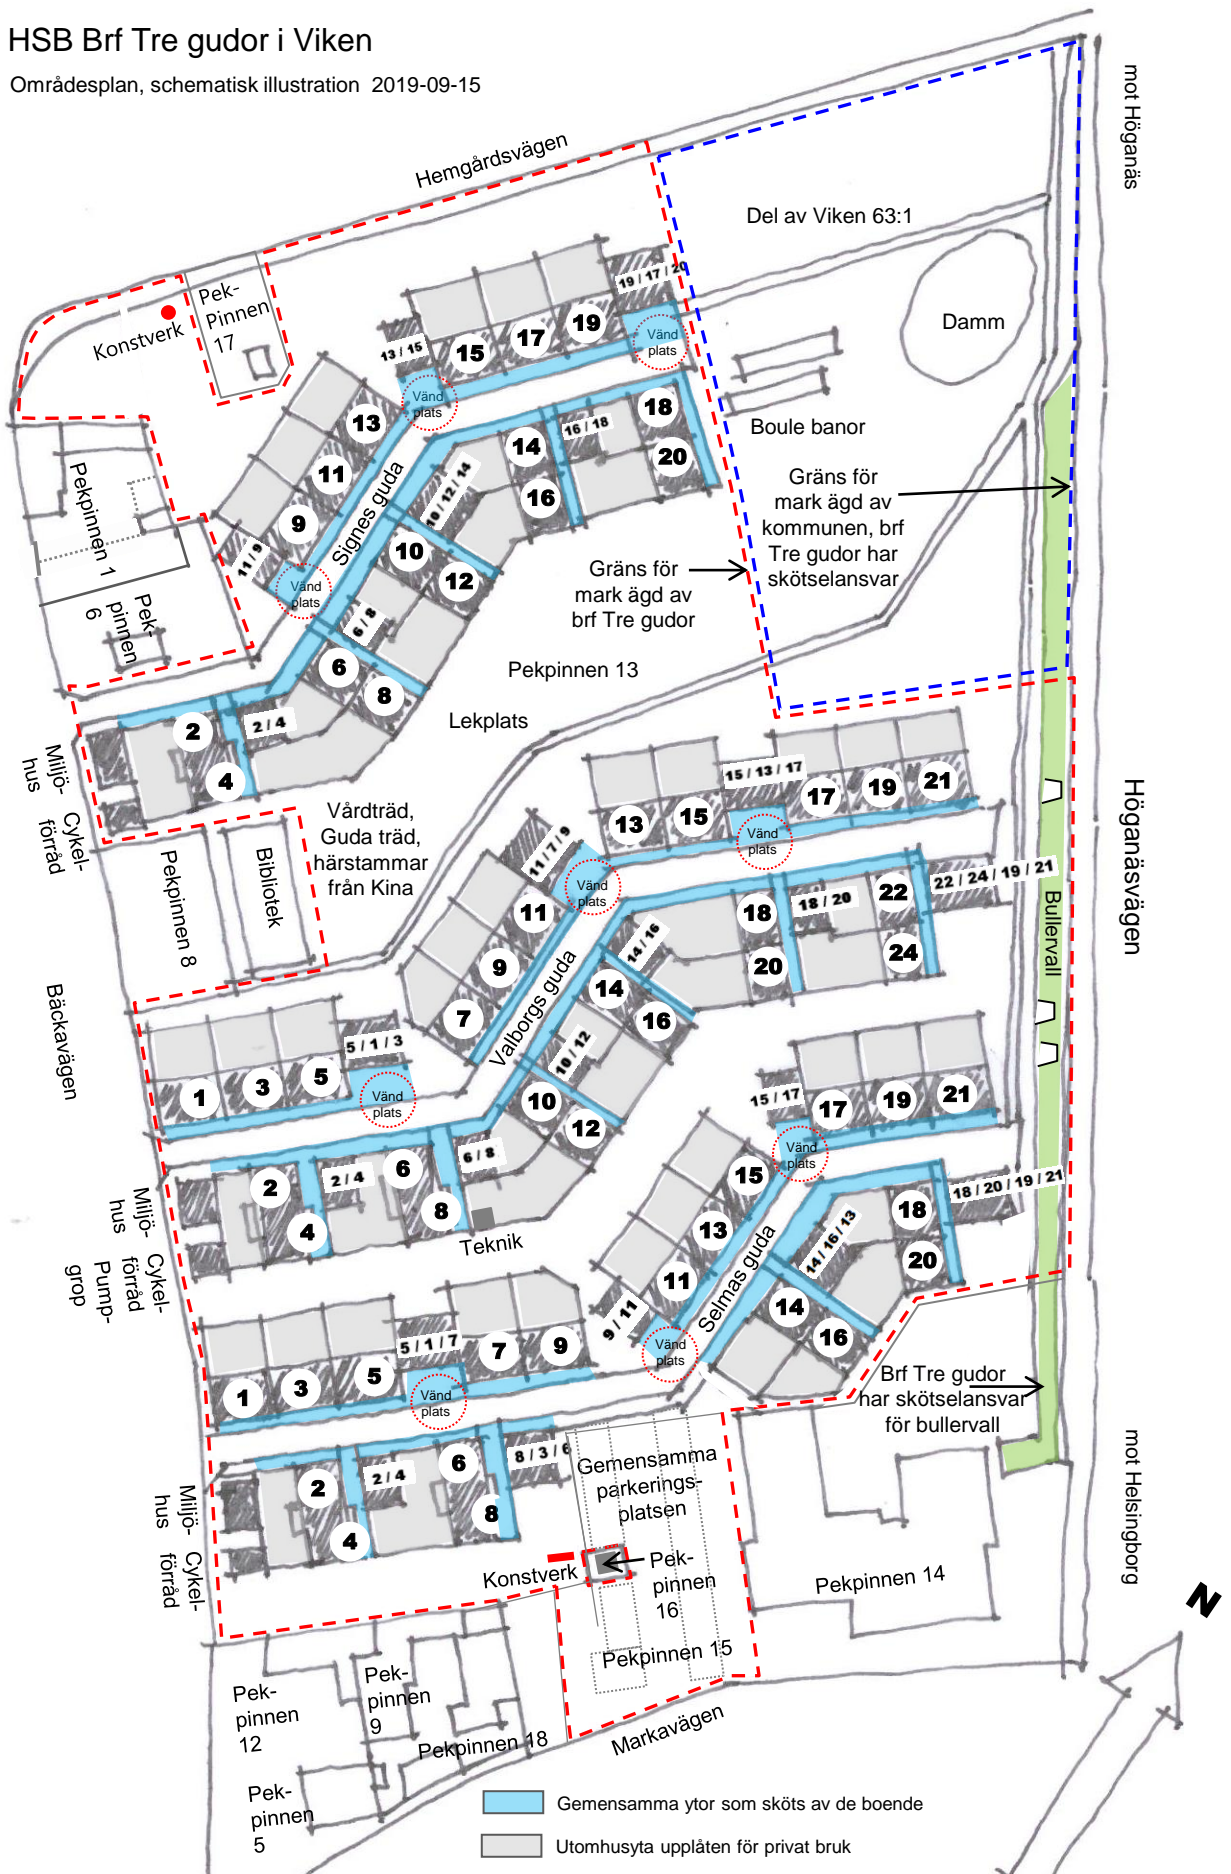 HSB Brf Tre gudor i Viken
Områdesplan, schematisk illustration 2019-09-15
mot Höganäs
Hemgårdsvägen
Del av Viken 63:1
Damm
Pek-
Pinnen
17
Konstverk
19 / 17 / 20
Vänd
plats
19
17
15
13 / 15
Vänd
plats
13
11
9
11 / 9
Vänd
plats
Signes guda
18
20
16 / 18
14
16
10 / 12 / 14
10
12
6 / 8
6
8
2
4
2 / 4
Boule banor
Gräns för
mark ägd av
kommunen, brf
Tre gudor har
skötselansvar
Gräns för
mark ägd av
brf Tre gudor
Pekpinnen 1
Pek-
pinnen
6
Pekpinnen 13
Lekplats
Miljö-
hus
Cykel-
förråd
Vårdträd,
Guda träd,
härstammar
från Kina
Pekpinnen 8
Bibliotek
Bäckavägen
Höganäsvägen
Bullervall
15 / 13 / 17
13
15
17
19
21
Vänd
plats
11 / 7 / 9
Vänd
plats
11
9
7
Valborgs guda
22 / 24 / 19 / 21
22
24
18 / 20
18
20
14 / 16
14
16
10 / 12
10
12
5 / 1 / 3
1
3
5
Vänd
plats
6 / 8
6
8
2 / 4
2
4
Teknik
Miljö-
hus
Cykel-
förråd
Pump-
grop
15 / 17
17
19
21
Vänd
plats
15
13
11
9 / 11
Vänd
plats
Selmas guda
18 / 20 / 19 / 21
18
20
14 / 16 / 13
14
16
5 / 1 / 7
1
3
5
7
9
Vänd
plats
8 / 3 / 6
6
8
2 / 4
2
4
Miljö-
hus
Cykel-
förråd
Brf Tre gudor
har skötselansvar
för bullervall
mot Helsingborg
Gemensamma
parkerings-
platsen
Konstverk
Pek-
pinnen
16
Pekpinnen 14
Pekpinnen 15
Markavägen
Pek-
pinnen
12
Pek-
pinnen
9
Pekpinnen 18
Pek-
pinnen
5
N
Gemensamma ytor som sköts av de boende
Utomhusyta upplåten för privat bruk